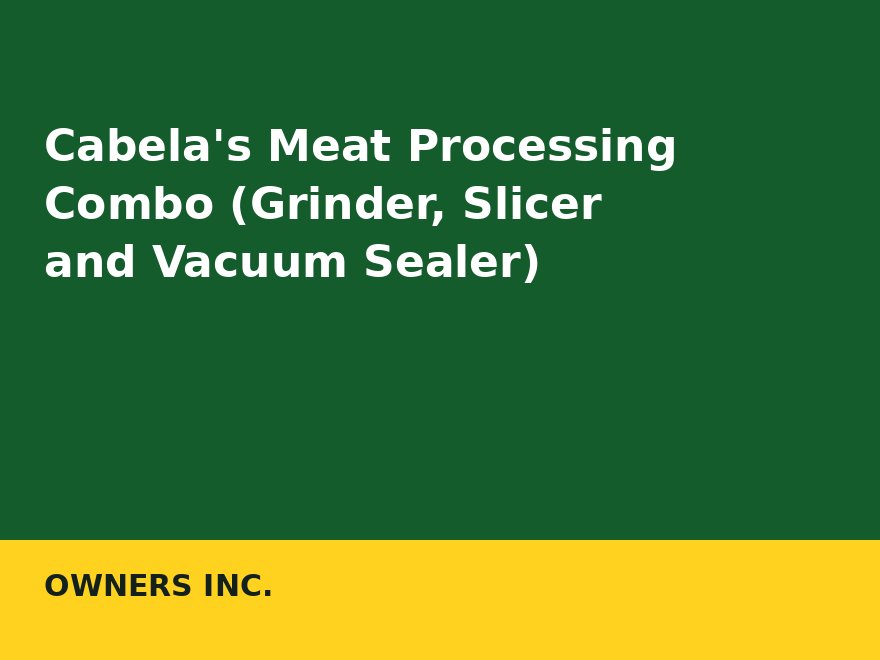 Cabela's Meat Processing
Combo (Grinder, Slicer
and Vacuum Sealer)
OWNERS INC.